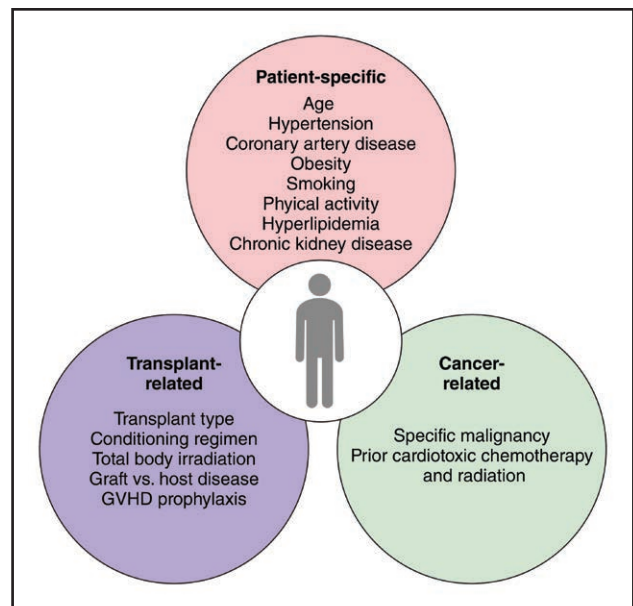 Patient-specific
Age
Hypertension
Coronary artery disease
Obesity
Smoking
Phyical activity
Hyperlipidemia
Chronic kidney disease
Transplant-
related
Transplant type
Conditioning regimen
Total body irradiation
Graft vs. host disease
GVHD prophylaxis
Cancer-
related
Specific malignancy
Prior cardiotoxic chemotherapy
and radiation